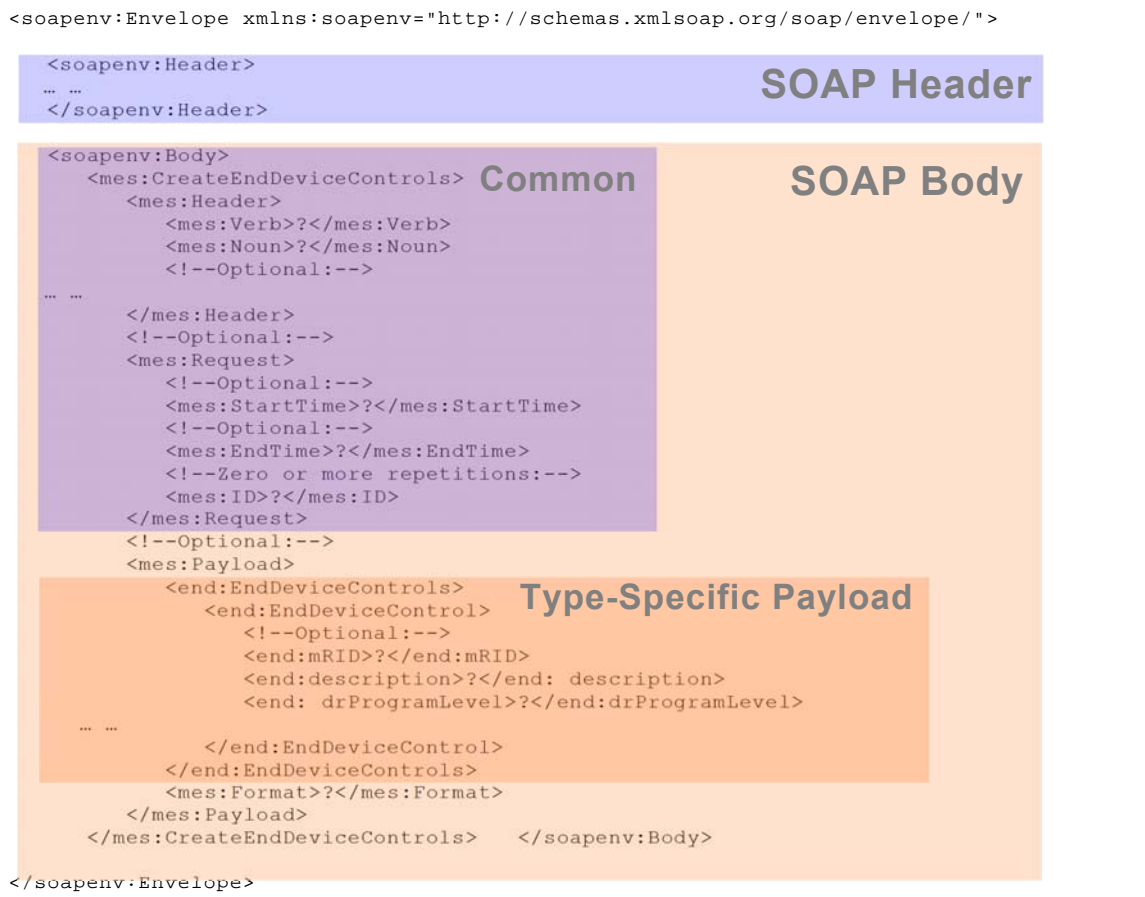 <soapenv:Envelope xmlns:soapenv="http://schemas.xmlsoap.org/soap/envelope/">
<soapenv:Header>
SOAP Header
… …
</soapenv:Header>
<soapenv:Body>
<mes:CreateEndDeviceControls>
Common
SOAP Body
<mes:Header>
<mes:Verb>?</mes:Verb>
<mes:Noun>?</mes:Noun>
<!--Optional:-->
… …
</mes:Header>
<!--Optional:-->
<mes:Request>
<!--Optional:-->
<mes:StartTime>?</mes:StartTime>
<!--Optional:-->
<mes:EndTime>?</mes:EndTime>
<!--Zero or more repetitions:-->
<mes:ID>?</mes:ID>
</mes:Request>
<!--Optional:-->
<mes:Payload>
<end:EndDeviceControls>
Type-Specific Payload
<end:EndDeviceControl>
<!--Optional:-->
<end:mRID>?</end:mRID>
<end:description>?</end: description>
<end: drProgramLevel>?</end:drProgramLevel>
… …
</end:EndDeviceControl>
</end:EndDeviceControls>
<mes:Format>?</mes:Format>
</mes:Payload>
</mes:CreateEndDeviceControls> </soapenv:Body>
</soapenv:Envelope>